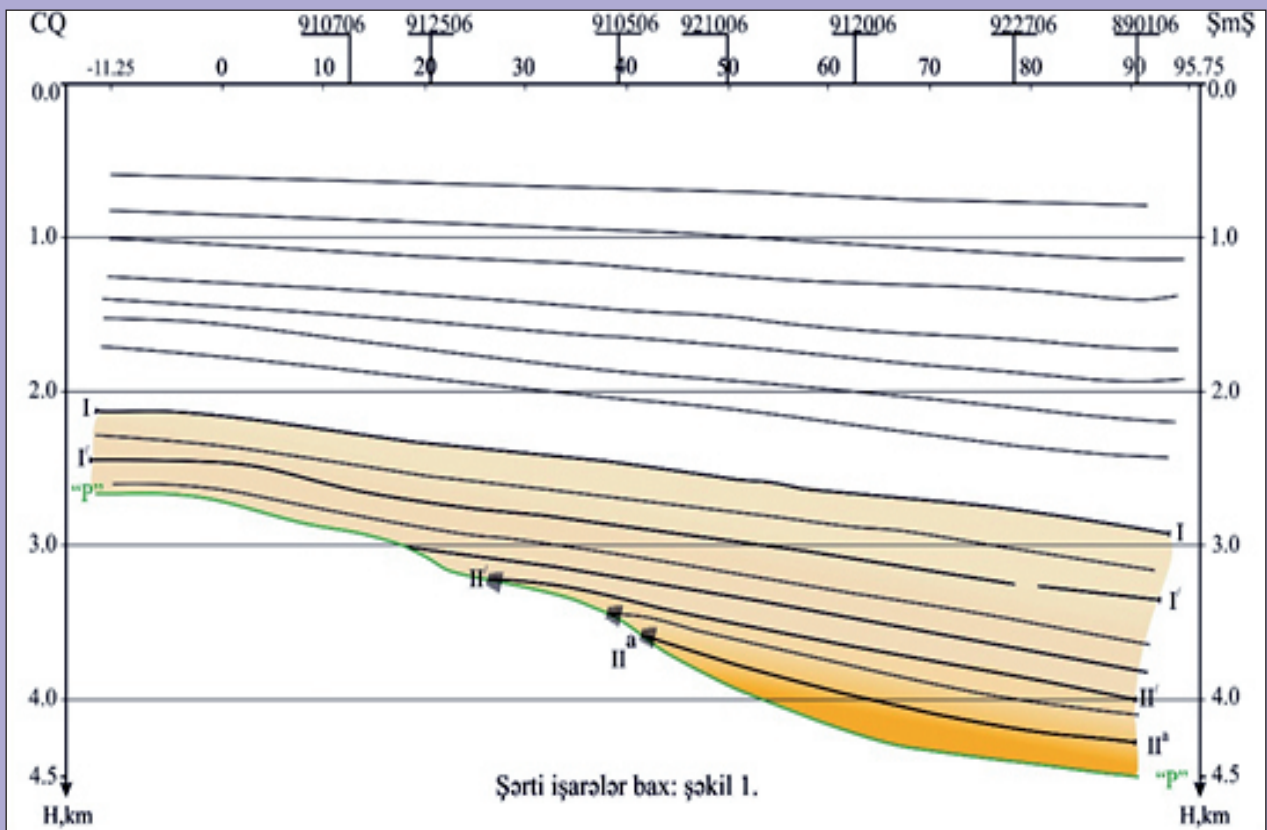 CQ 910706 912506 910506 921006 912006 922706 890106 ŞmŞ
-11.25 0 10 20 30 40 50 60 70 80 90 95.75
0.0 0.0
1.0 1.0
2.0 2.0
I
I′
“P”
I
3.0 3.0
II′
I′
II a
4.0 II′ 4.0
II a
4.5 “P” 4.5
Şərti işarələr bax: şəkil 1.
H,km H,km